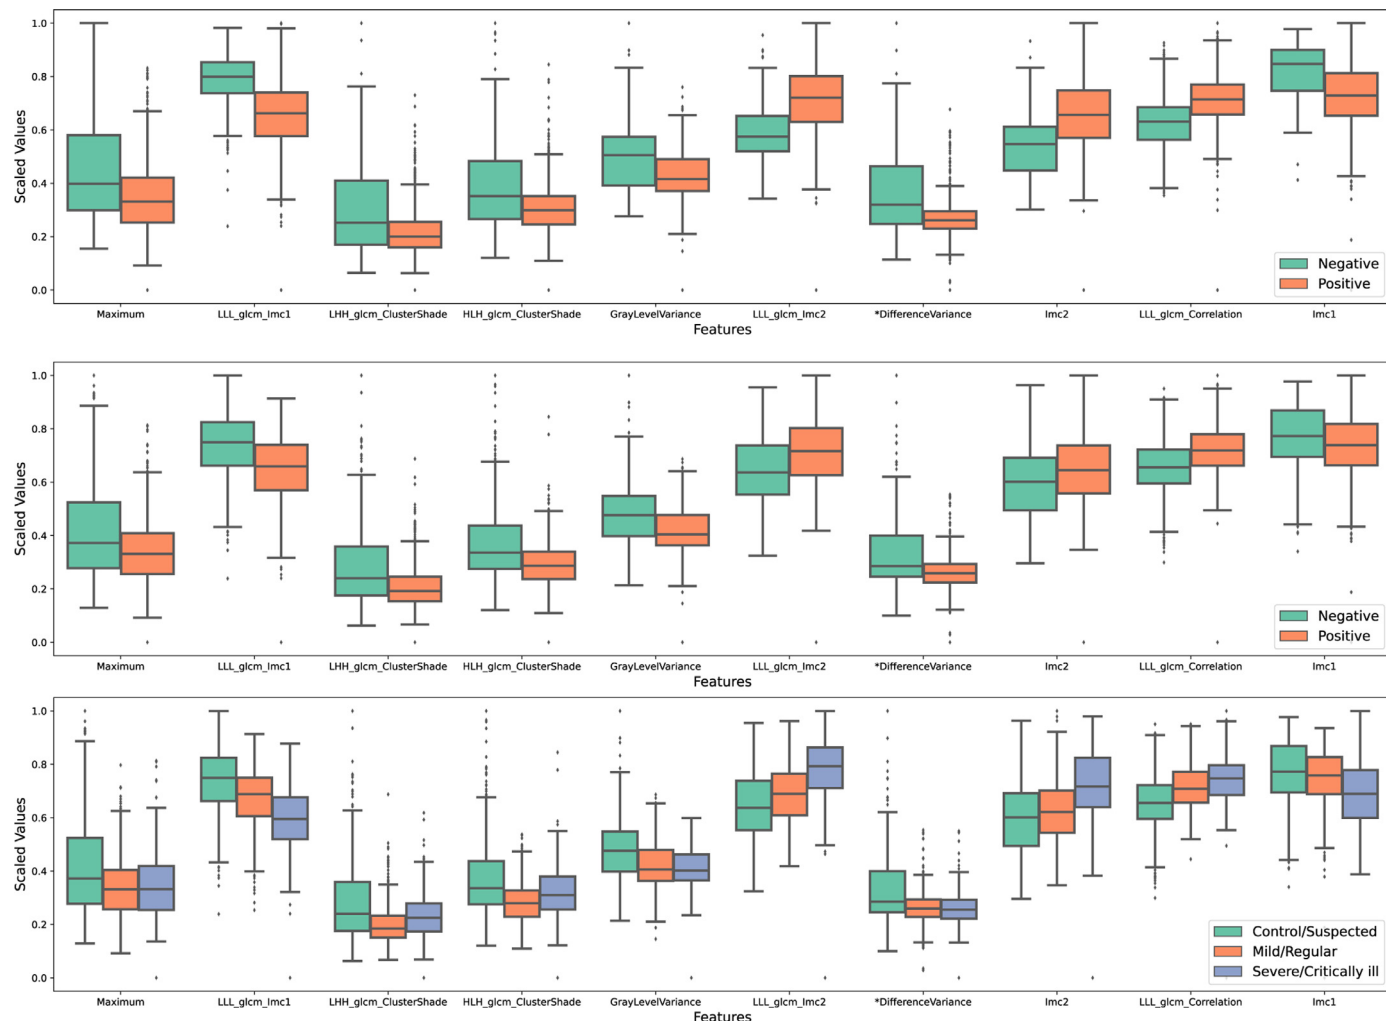 1.0
0.8
0.6
0.4
0.2
0.0
Scaled Values
Negative
Positive
Maximum LLL_glcm_Imc1 LHH_glcm_ClusterShade HLH_glcm_ClusterShade GrayLevelVariance LLL_glcm_Imc2 *DifferenceVariance Imc2 LLL_glcm_Correlation Imc1
Features
1.0
0.8
0.6
0.4
0.2
0.0
Scaled Values
Negative
Positive
Maximum LLL_glcm_Imc1 LHH_glcm_ClusterShade HLH_glcm_ClusterShade GrayLevelVariance LLL_glcm_Imc2 *DifferenceVariance Imc2 LLL_glcm_Correlation Imc1
Features
1.0
0.8
0.6
0.4
0.2
0.0
Scaled Values
Control/Suspected
Mild/Regular
Severe/Critically ill
Maximum LLL_glcm_Imc1 LHH_glcm_ClusterShade HLH_glcm_ClusterShade GrayLevelVariance LLL_glcm_Imc2 *DifferenceVariance Imc2 LLL_glcm_Correlation Imc1
Features